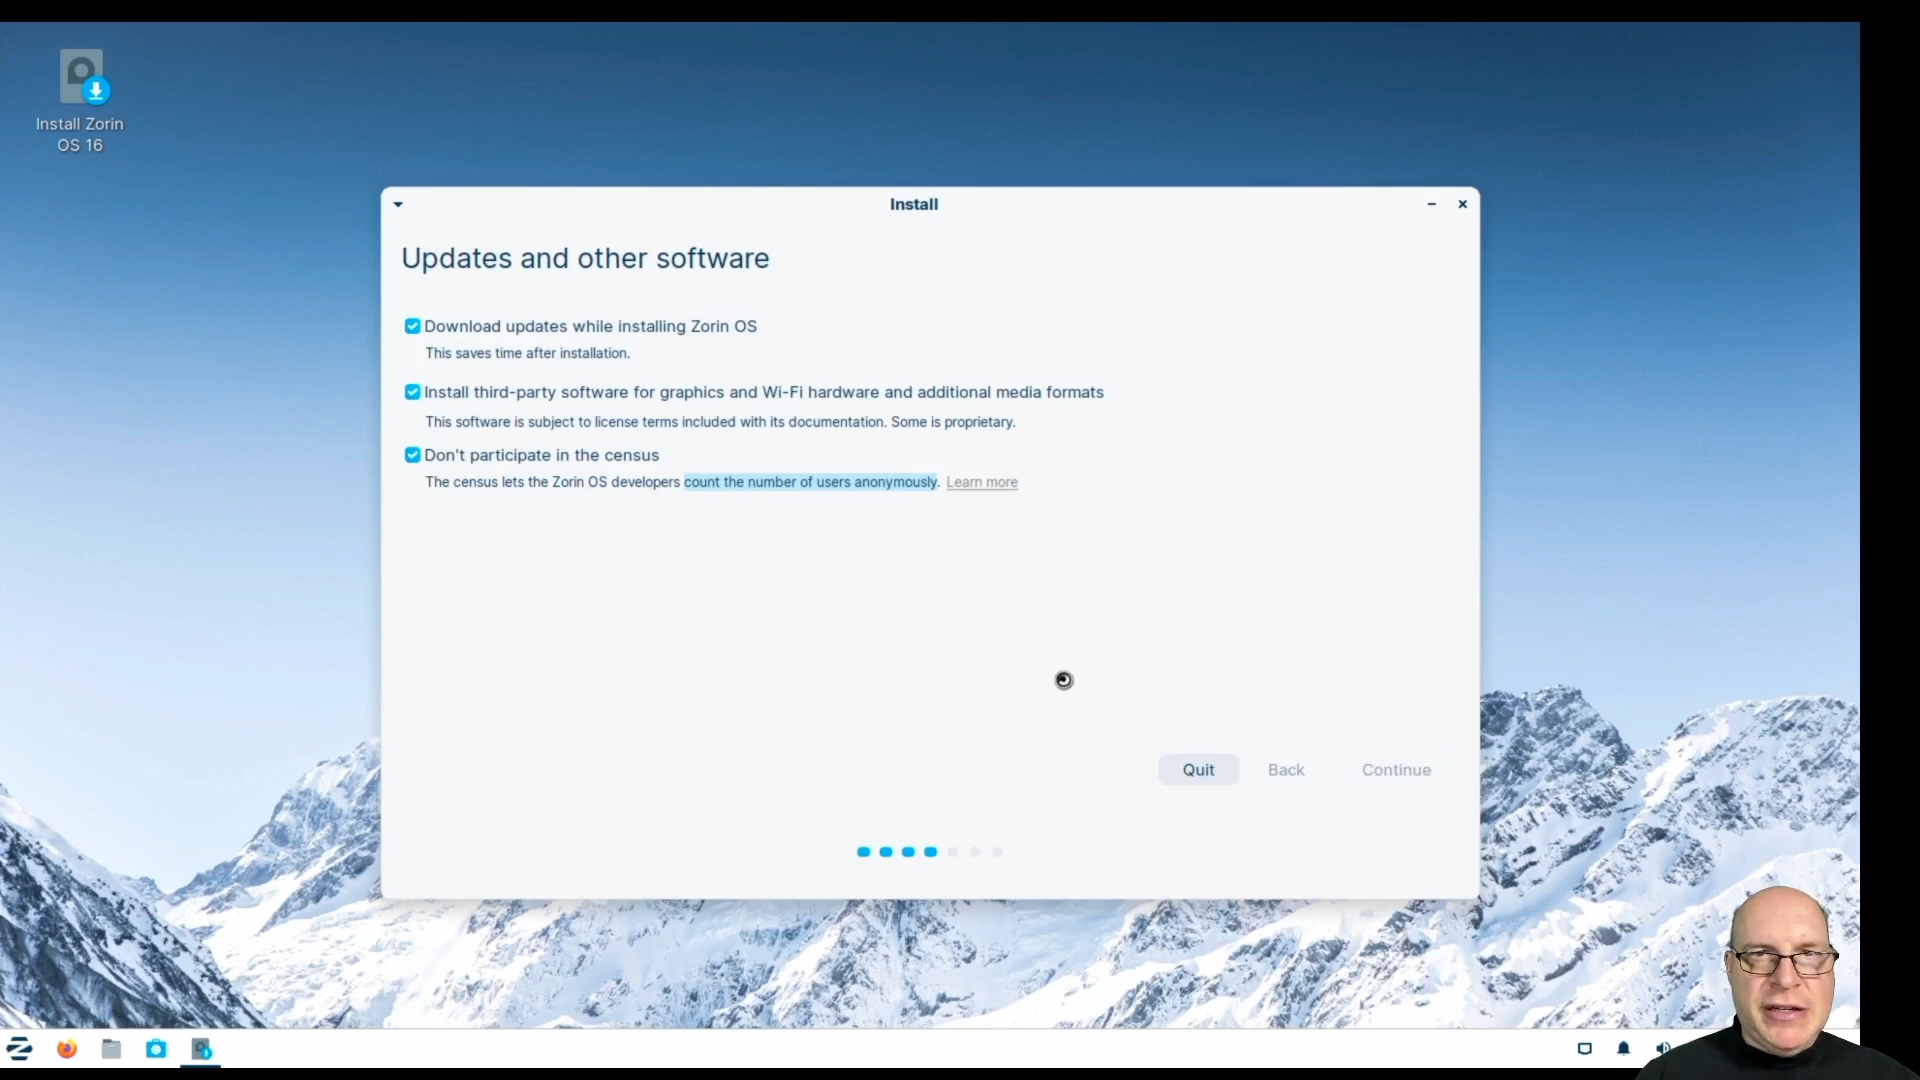 Install Zorin
OS 16
Install
Updates and other software
Download updates while installing Zorin OS
This saves time after installation.
Install third-party software for graphics and Wi-Fi hardware and additional media formats
This software is subject to license terms included with its documentation. Some is proprietary.
Don't participate in the census
The census lets the Zorin OS developers count the number of users anonymously. Learn more
Quit Back Continue